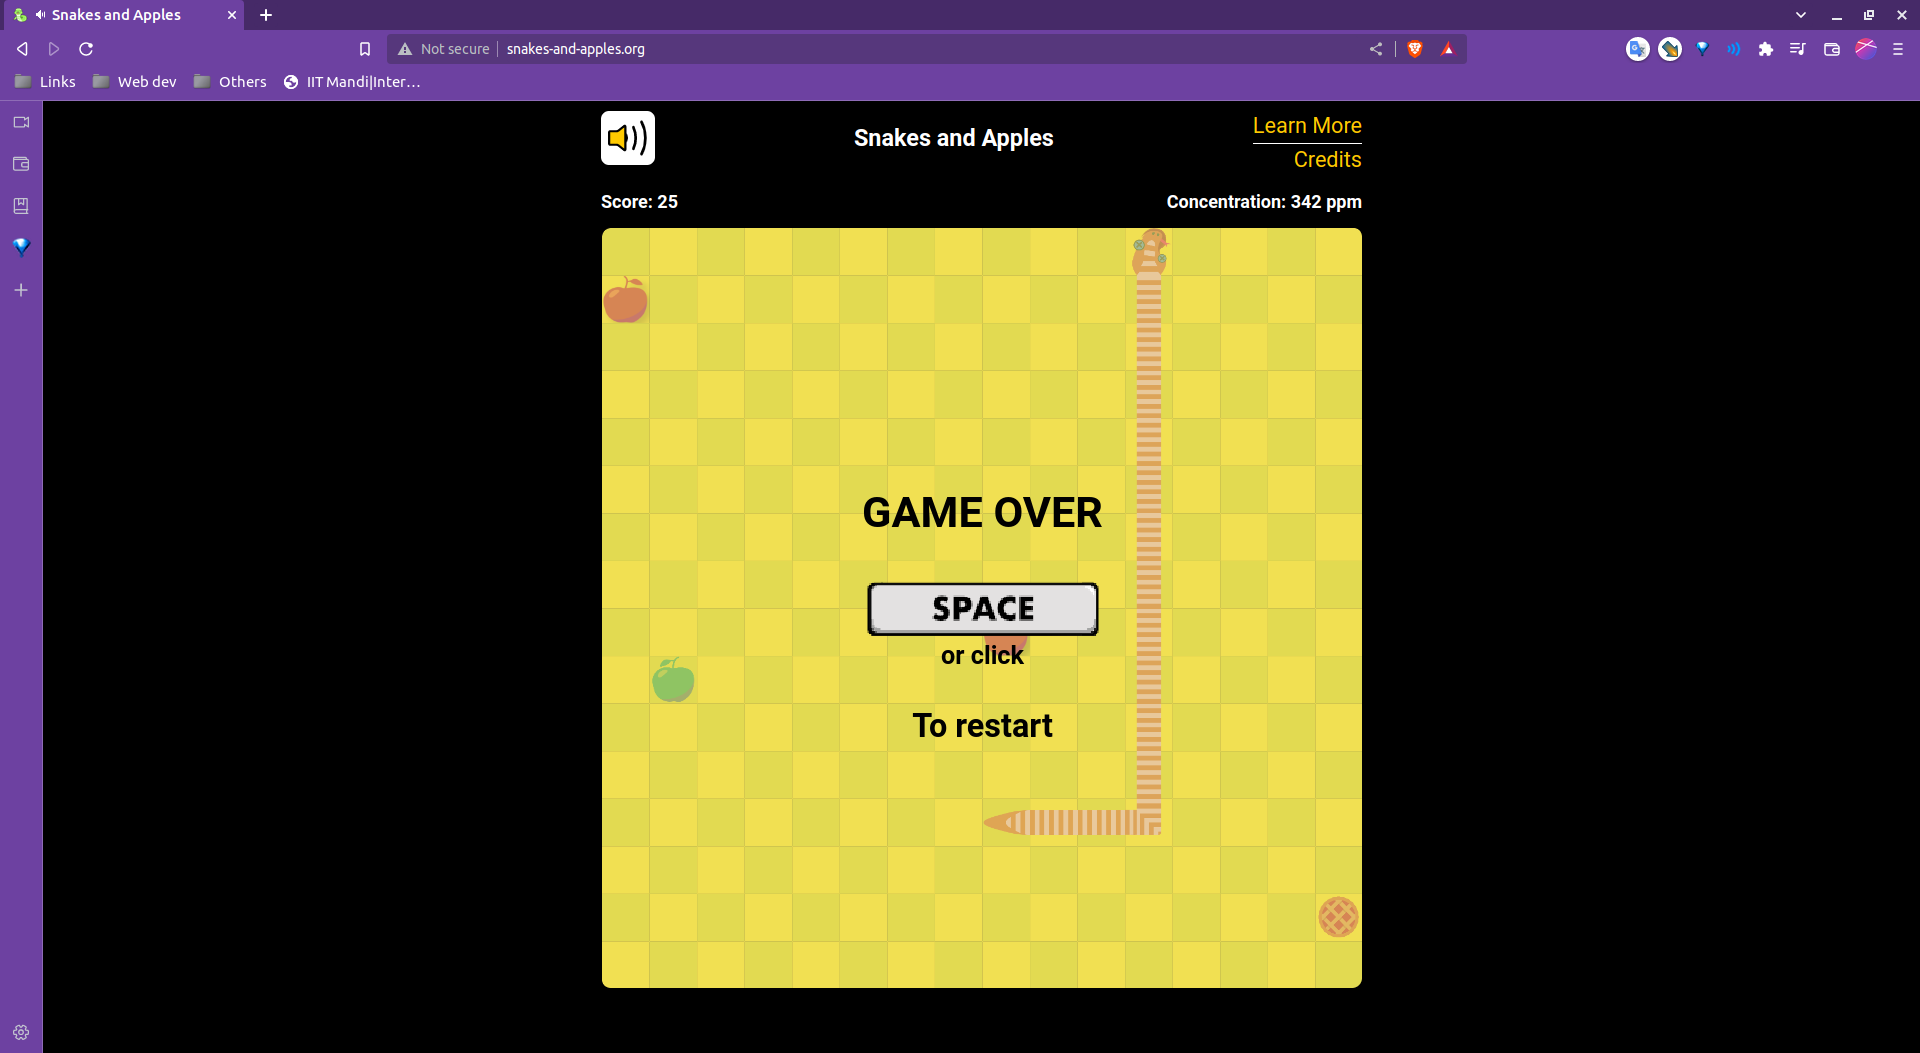 Snakes and Apples
Not secure
snakes-and-apples.org
Links
Web dev
Others
IIT Mandi|Inter…
Snakes and Apples
Learn More
Credits
Score: 25
Concentration: 342 ppm
GAME OVER
SPACE
or click
To restart